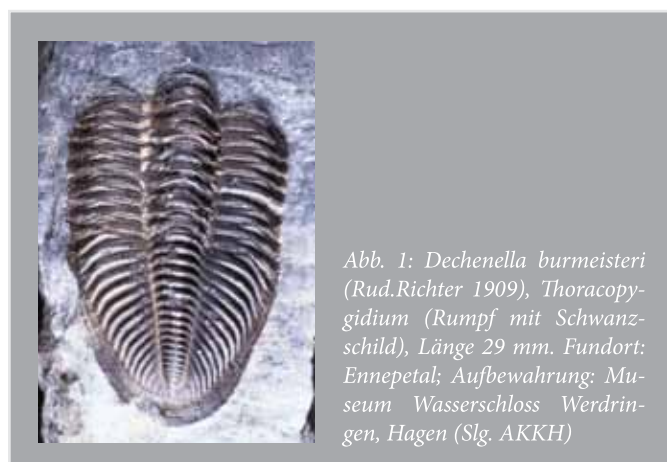 Abb. 1: Dechenella burmeisteri
(Rud.Richter 1909), Thoracopy-
gidium (Rumpf mit Schwanz-
schild), Länge 29 mm. Fundort:
Ennepetal; Aufbewahrung: Mu-
seum Wasserschloss Werdrin-
gen, Hagen (Slg. AKKH)